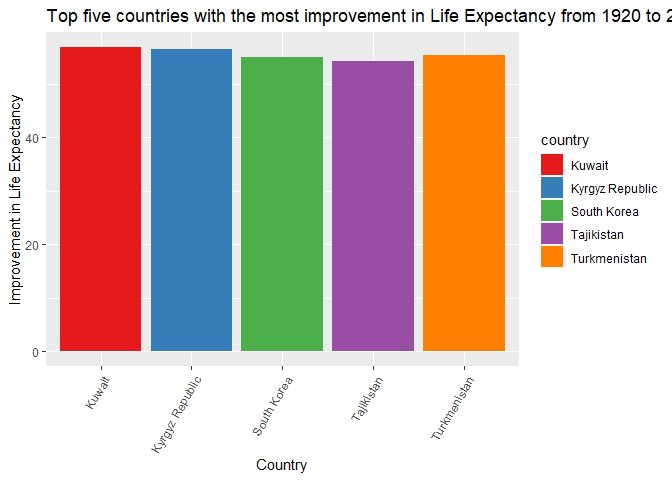 Top five countries with the most improvement in Life Expectancy from 1920 to 2
Improvement in Life Expectancy
40
20
0
Kuwait
Kyrgyz Republic
South Korea
Tajikistan
Turkmenistan
Country
country
Kuwait
Kyrgyz Republic
South Korea
Tajikistan
Turkmenistan